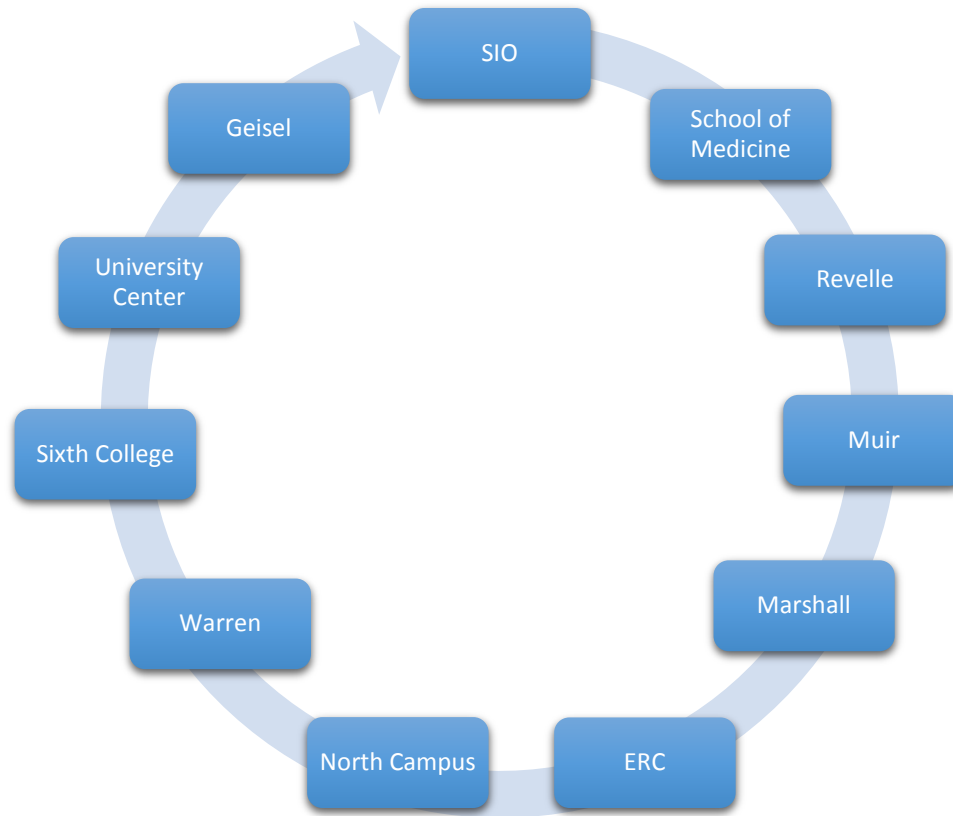 SIO
School of
Medicine
Revelle
Muir
Marshall
ERC
North Campus
Warren
Sixth College
University
Center
Geisel